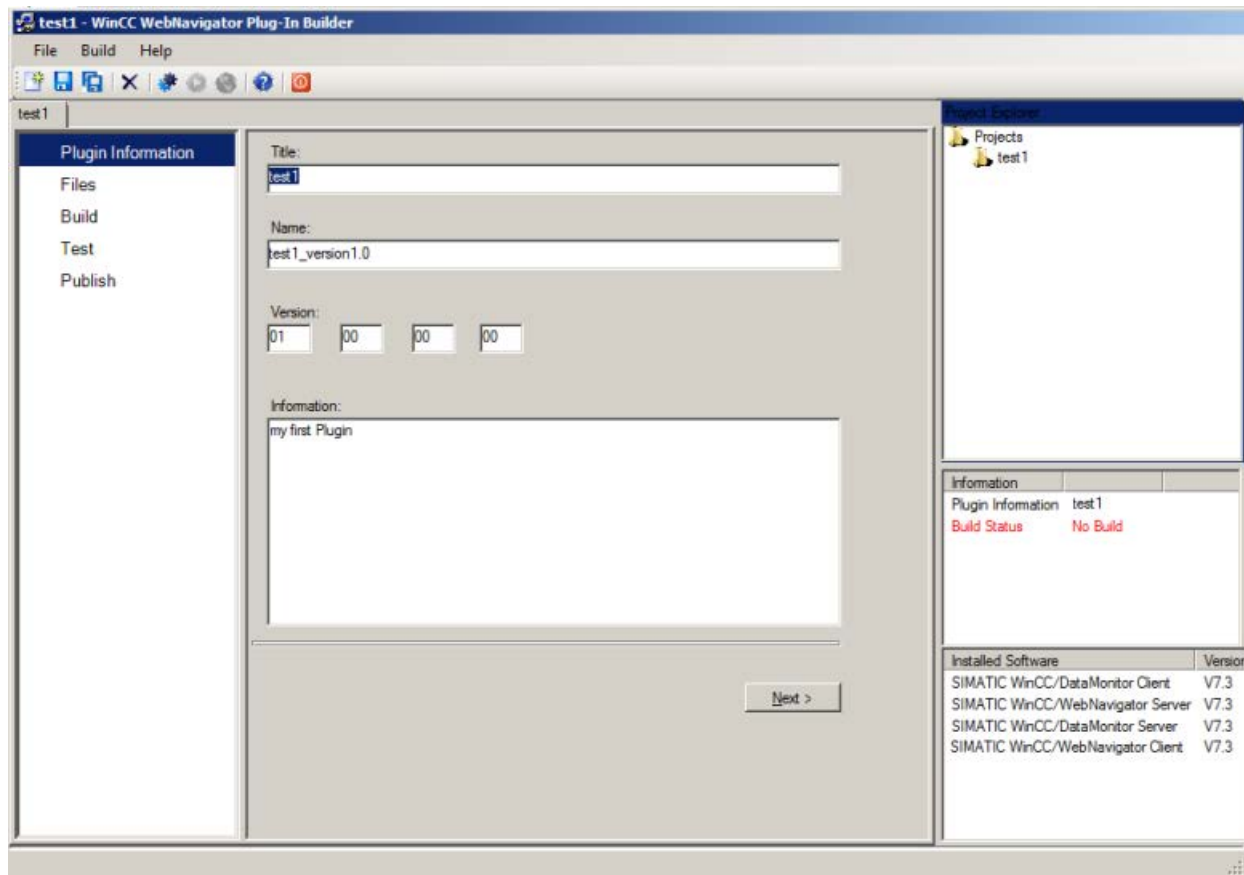 test1 - WinCC WebNavigator Plug-In Builder
File Build Help
test1
Plugin Information
Files
Build
Test
Publish
Title:
test1
Name:
test1_version1.0
Version:
01 00 00 00
Information:
my first Plugin
Next >
Project Explorer
Projects
test1
Information
Plugin Information test1
Build Status No Build
Installed Software Version
SIMATIC WinCC/DataMonitor Client V7.3
SIMATIC WinCC/WebNavigator Server V7.3
SIMATIC WinCC/DataMonitor Server V7.3
SIMATIC WinCC/WebNavigator Client V7.3